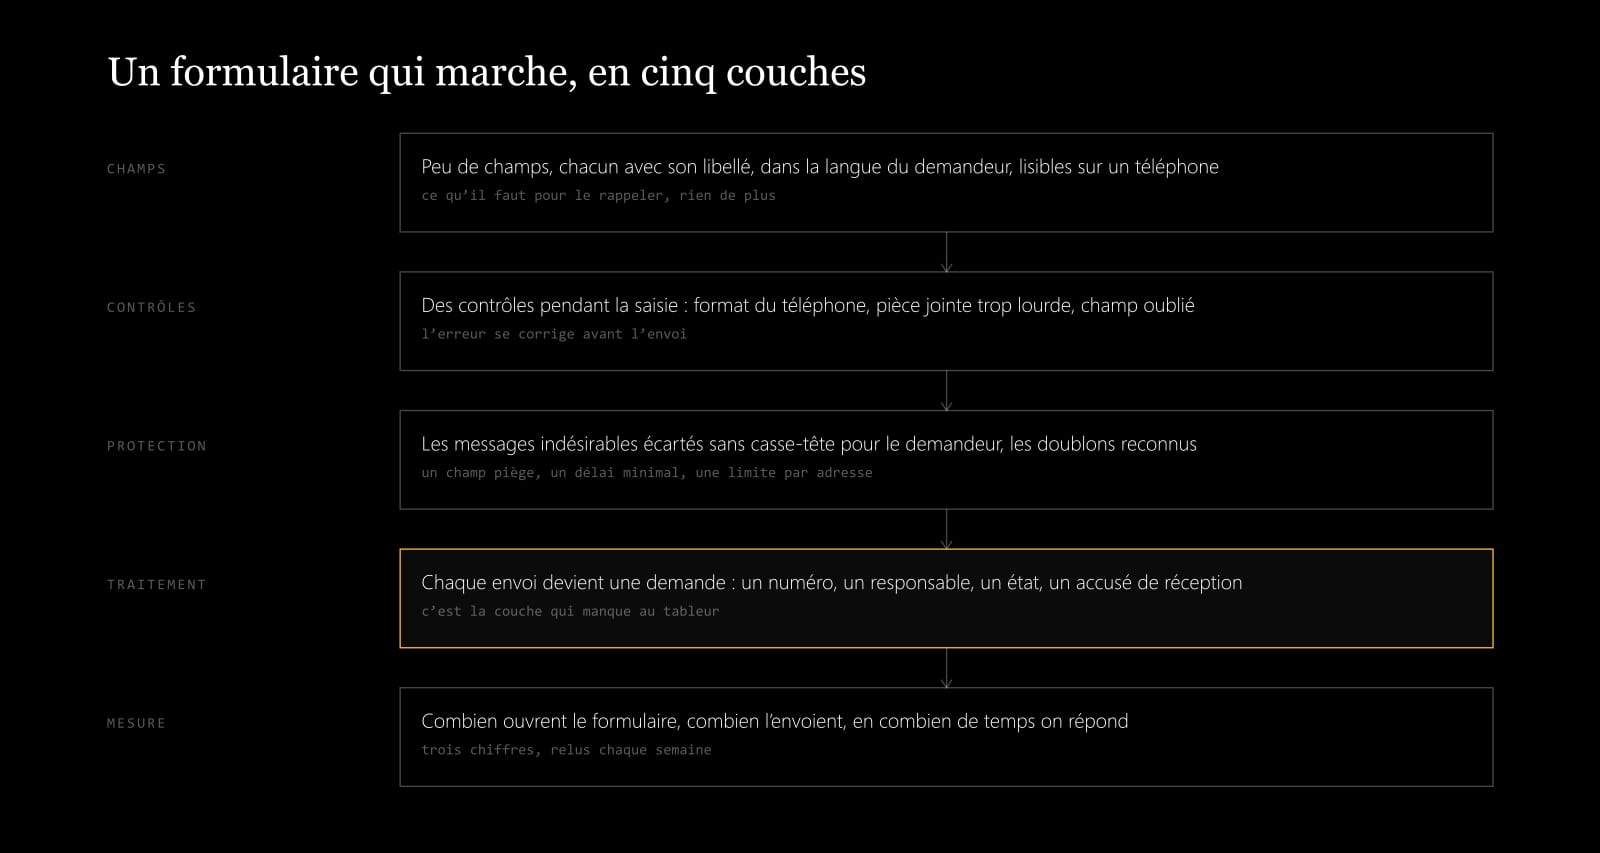 Un formulaire qui marche, en cinq couches
CHAMPS
Peu de champs, chacun avec son libellé, dans la langue du demandeur, lisibles sur un téléphone
ce qu’il faut pour le rappeler, rien de plus
CONTRÔLES
Des contrôles pendant la saisie : format du téléphone, pièce jointe trop lourde, champ oublié
l’erreur se corrige avant l’envoi
PROTECTION
Les messages indésirables écartés sans casse-tête pour le demandeur, les doublons reconnus
un champ piège, un délai minimal, une limite par adresse
TRAITEMENT
Chaque envoi devient une demande : un numéro, un responsable, un état, un accusé de réception
c’est la couche qui manque au tableur
MESURE
Combien ouvrent le formulaire, combien l’envoient, en combien de temps on répond
trois chiffres, relus chaque semaine